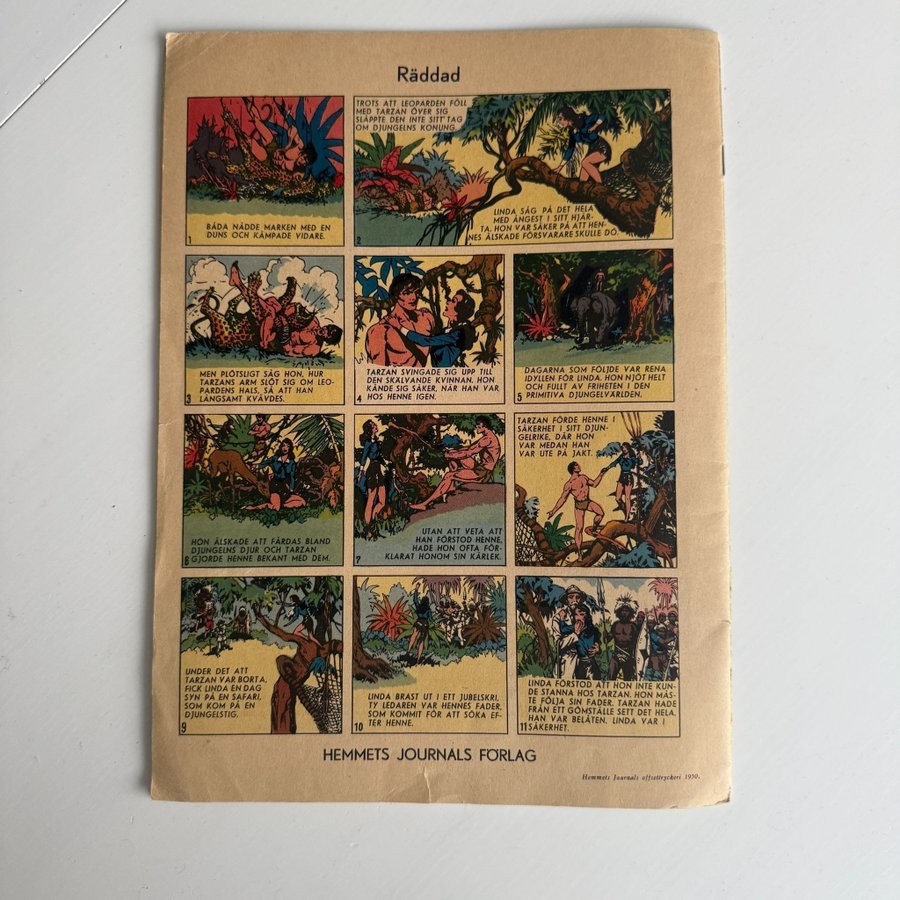 Räddad
BÅDA NÅDDE MARKEN MED EN
DUNS OCH KÄMPADE VIDARE.
1
TROTS ATT LEOPARDEN FÖLL
MED TARZAN ÖVER SIG
SLÄPPTE DEN INTE SITT TAG
OM DJUNGELNS KONUNG.
LINDA SÅG PÅ DET HELA
MED ÅNGEST I SITT HJÄR-
TA. HON VAR SÄKER PÅ ATT HEN-
NES ÄLSKADE FÖRSVARARE SKULLE DÖ.
2
MEN PLÖTSLIGT SÅG HON, HUR
TARZANS ARM SLÖT SIG OM LEO-
PARDENS HALS, SÅ ATT HAN
LÅNGSAMT KVÄVDES.
3
TARZAN SVINGADE SIG UPP TILL
DEN SKÄLVANDE KVINNAN. HON
KÄNDE SIG SÄKER, NÄR HAN VAR
HOS HENNE IGEN.
4
DAGARNA SOM FÖLJDE VAR RENA
IDYLLEN FÖR LINDA. HON NJÖT HELT
OCH FULLT AV FRIHETEN I DEN
PRIMITIVA DJUNGELVÄRLDEN.
5
HON ÄLSKADE ATT FÄRDAS BLAND
DJUNGELNS DJUR OCH TARZAN
GJORDE HENNE BEKANT MED DEM.
6
UTAN ATT VETA ATT
HAN FÖRSTOD HENNE,
HADE HON OFTA FÖR-
KLARAT HONOM SIN KÄRLEK.
7
TARZAN FÖRDE HENNE I
SÄKERHET I SITT DJUN-
GELRIKE, DÄR HON
VAR MEDAN HAN
VAR UTE PÅ JAKT.
UNDER DET ATT
TARZAN VAR BORTA,
FICK LINDA EN DAG
SYN PÅ EN SAFARI,
SOM KOM PÅ EN
DJUNGELSTIG.
9
LINDA BRAST UT I ETT JUBELSKRI,
TY LEDAREN VAR HENNES FADER,
SOM KOMMIT FÖR ATT SÖKA EF-
TER HENNE.
10
LINDA FÖRSTOD ATT HON INTE KUN-
DE STANNA HOS TARZAN. HON MÅS-
TE FÖLJA SIN FADER. TARZAN HADE
FRÅN ETT GÖMSTÄLLE SETT DET HELA.
HAN VAR BELÅTEN. LINDA VAR I
11 SÄKERHET.
HEMMETS JOURNALS FÖRLAG
Hemmets Journals offsettryckeri 1950.